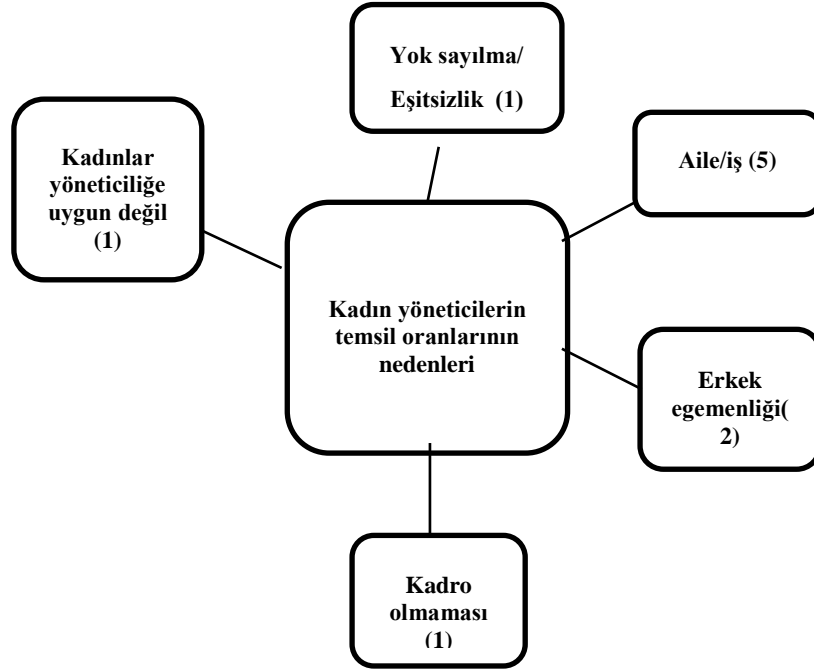 Yok sayılma/
Eşitsizlik  (1)
Kadınlar
yöneticiliğe
uygun değil
(1)
Aile/iş (5)
Kadın yöneticilerin
temsil oranlarının
nedenleri
Erkek
egemenliği(
2)
Kadro
olmaması
(1)